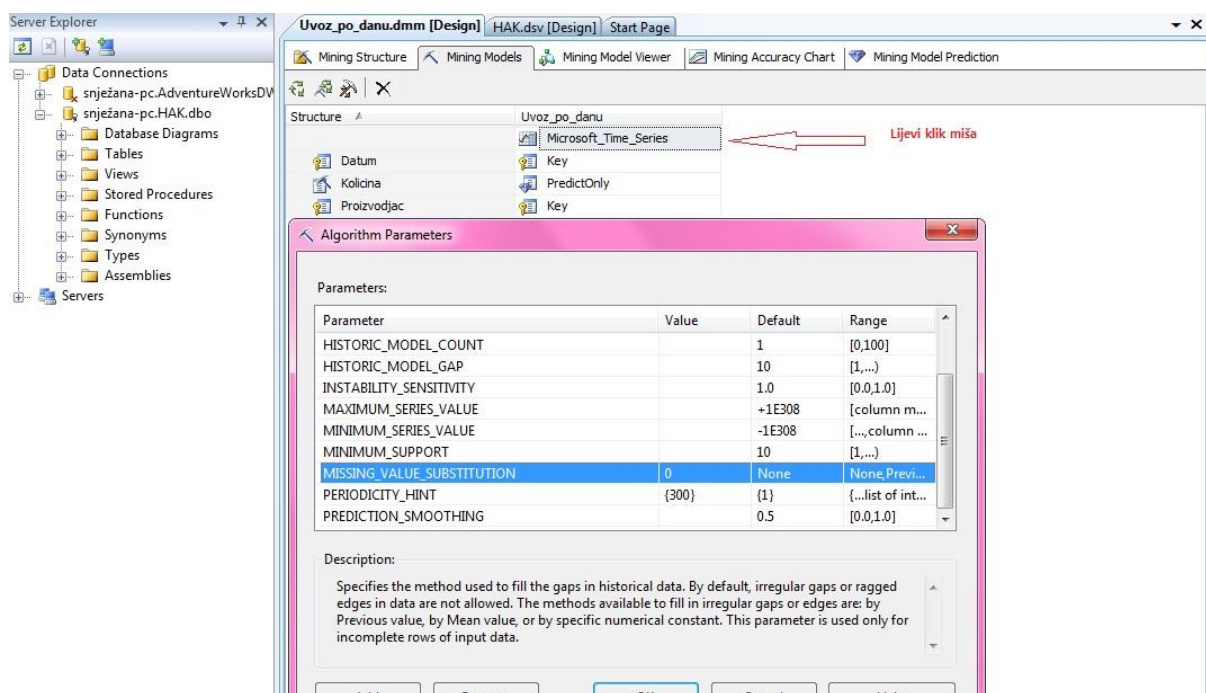 Server Explorer
Data Connections
snježana-pc.AdventureWorksDW
snježana-pc.HAK.dbo
Database Diagrams
Tables
Views
Stored Procedures
Functions
Synonyms
Types
Assemblies
Servers
Uvoz_po_danu.dmm [Design] HAK.dsv [Design] Start Page
Mining Structure Mining Models Mining Model Viewer Mining Accuracy Chart Mining Model Prediction
Structure Uvoz_po_danu
Microsoft_Time_Series
Lijevi klik miša
Datum Key
Kolicina PredictOnly
Proizvodjac Key
Algorithm Parameters
Parameters:
Parameter Value Default Range
HISTORIC_MODEL_COUNT 1 [0,100]
HISTORIC_MODEL_GAP 10 [1,...)
INSTABILITY_SENSITIVITY 1.0 [0.0,1.0]
MAXIMUM_SERIES_VALUE +1E308 [column m...
MINIMUM_SERIES_VALUE -1E308 [...,column ...
MINIMUM_SUPPORT 10 [1,...)
MISSING_VALUE_SUBSTITUTION 0 None None,Previ...
PERIODICITY_HINT {300} {1} {...list of int...
PREDICTION_SMOOTHING 0.5 [0.0,1.0]
Description:
Specifies the method used to fill the gaps in historical data. By default, irregular gaps or ragged
edges in data are not allowed. The methods available to fill in irregular gaps or edges are: by
Previous value, by Mean value, or by specific numerical constant. This parameter is used only for
incomplete rows of input data.